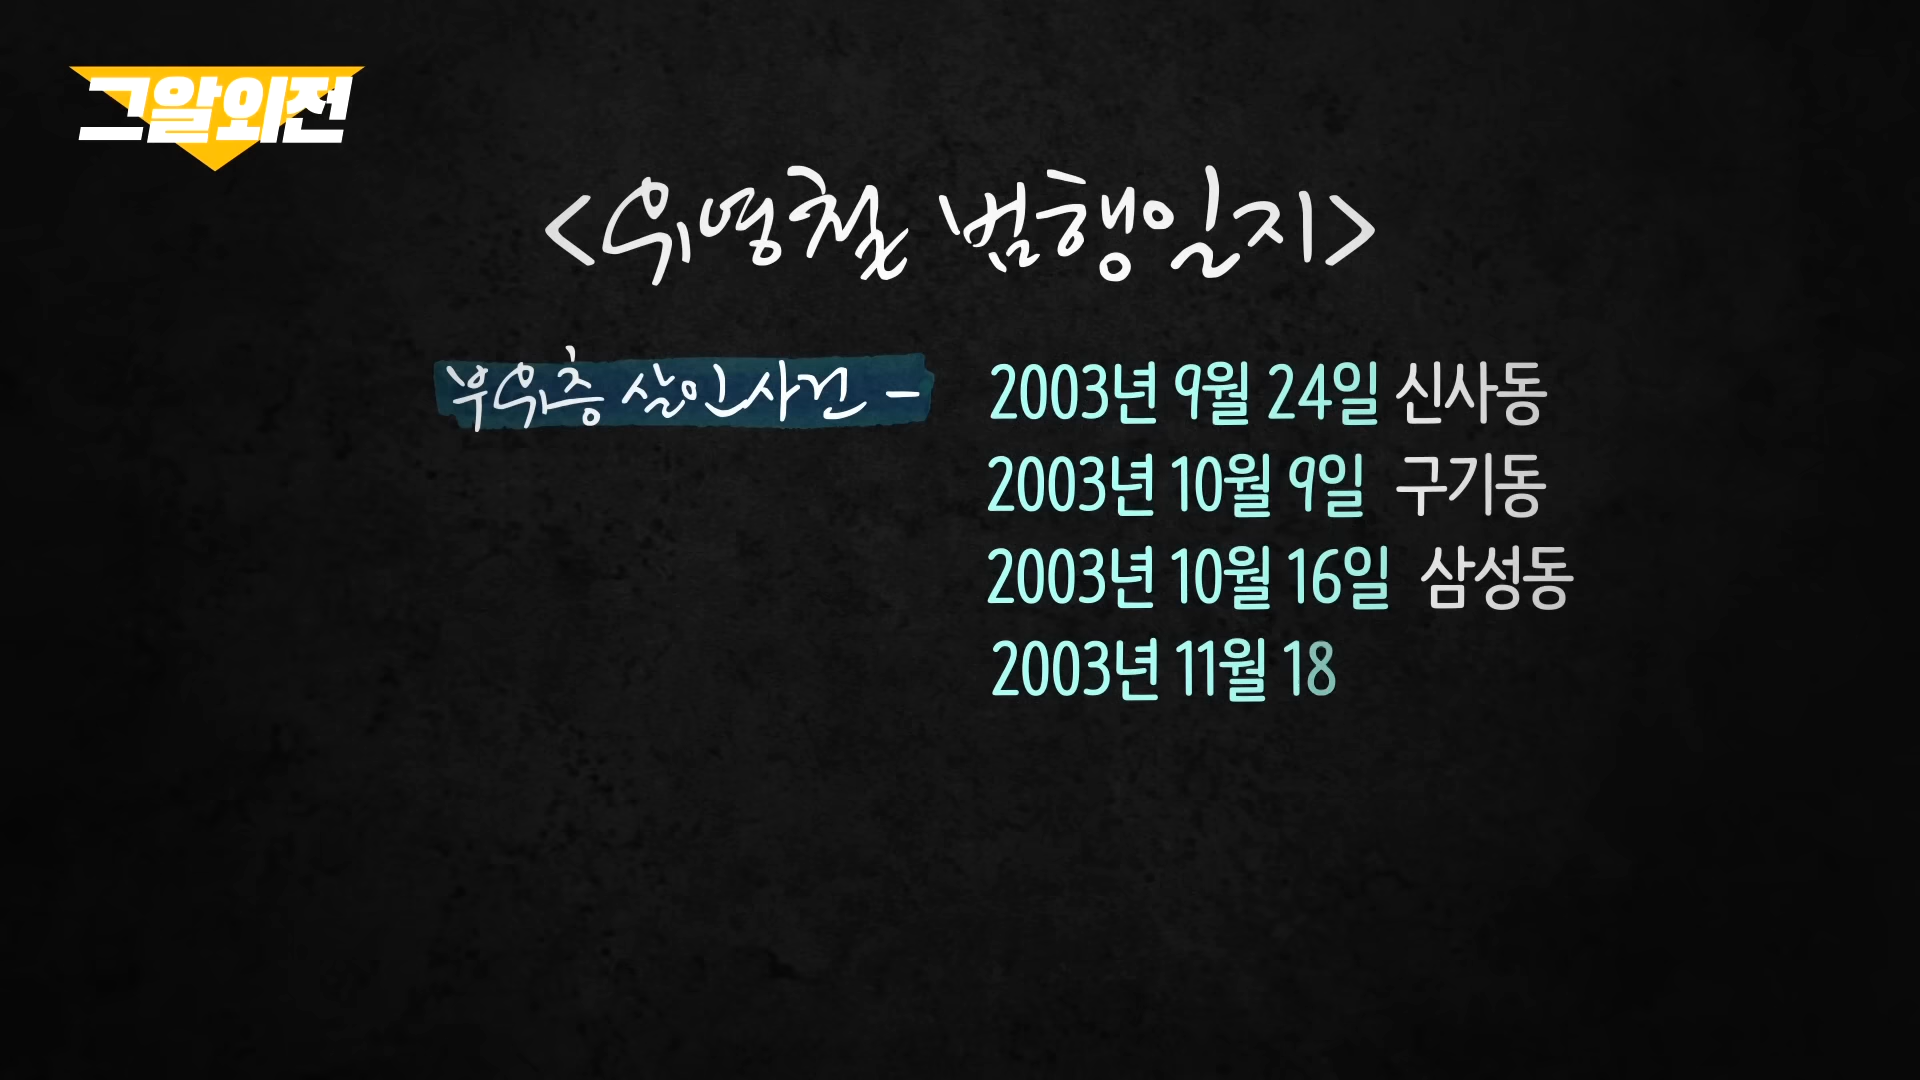 그알외전
<유영철 범행일지>
부유층 살인사건 - 2003년 9월 24일 신사동
2003년 10월 9일 구기동
2003년 10월 16일 삼성동
2003년 11월 18